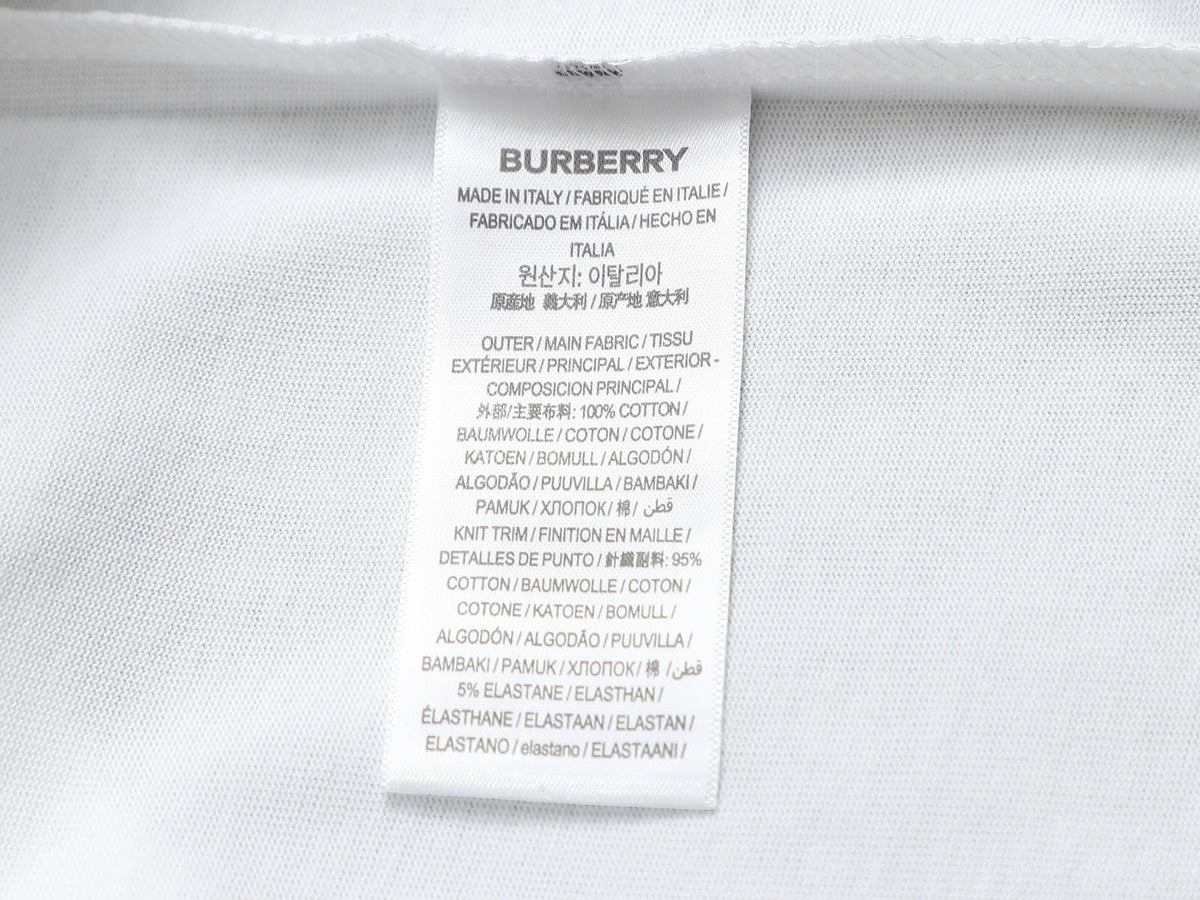 BURBERRY
MADE IN ITALY / FABRIQUÉ EN ITALIE /
FABRICADO EM ITÁLIA / HECHO EN
ITALIA
원산지: 이탈리아
原産地 義大利 / 原产地 意大利
OUTER / MAIN FABRIC / TISSU
EXTÉRIEUR / PRINCIPAL / EXTERIOR -
COMPOSICION PRINCIPAL /
外部/主要布料: 100% COTTON /
BAUMWOLLE / COTON / COTONE /
KATOEN / BOMULL / ALGODÓN /
ALGODÃO / PUUVILLA / BAMBAKI /
PAMUK / ХЛОПОК / 棉 / قطن
KNIT TRIM / FINITION EN MAILLE /
DETALLES DE PUNTO / 針織副料: 95%
COTTON / BAUMWOLLE / COTON /
COTONE / KATOEN / BOMULL /
ALGODÓN / ALGODÃO / PUUVILLA /
BAMBAKI / PAMUK / ХЛОПОК / 棉 / قطن
5% ELASTANE / ELASTHAN /
ÉLASTHANE / ELASTAAN / ELASTAN /
ELASTANO / elastano / ELASTAANI /